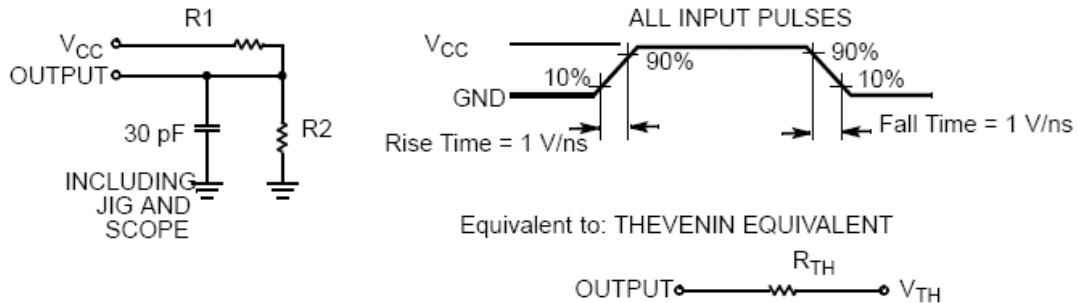 R1
VCC
OUTPUT
30 pF
R2
INCLUDING
JIG AND
SCOPE
ALL INPUT PULSES
VCC
GND
10%
90%
90%
10%
Rise Time = 1 V/ns
Fall Time = 1 V/ns
Equivalent to: THEVENIN EQUIVALENT
OUTPUT
RTH
VTH